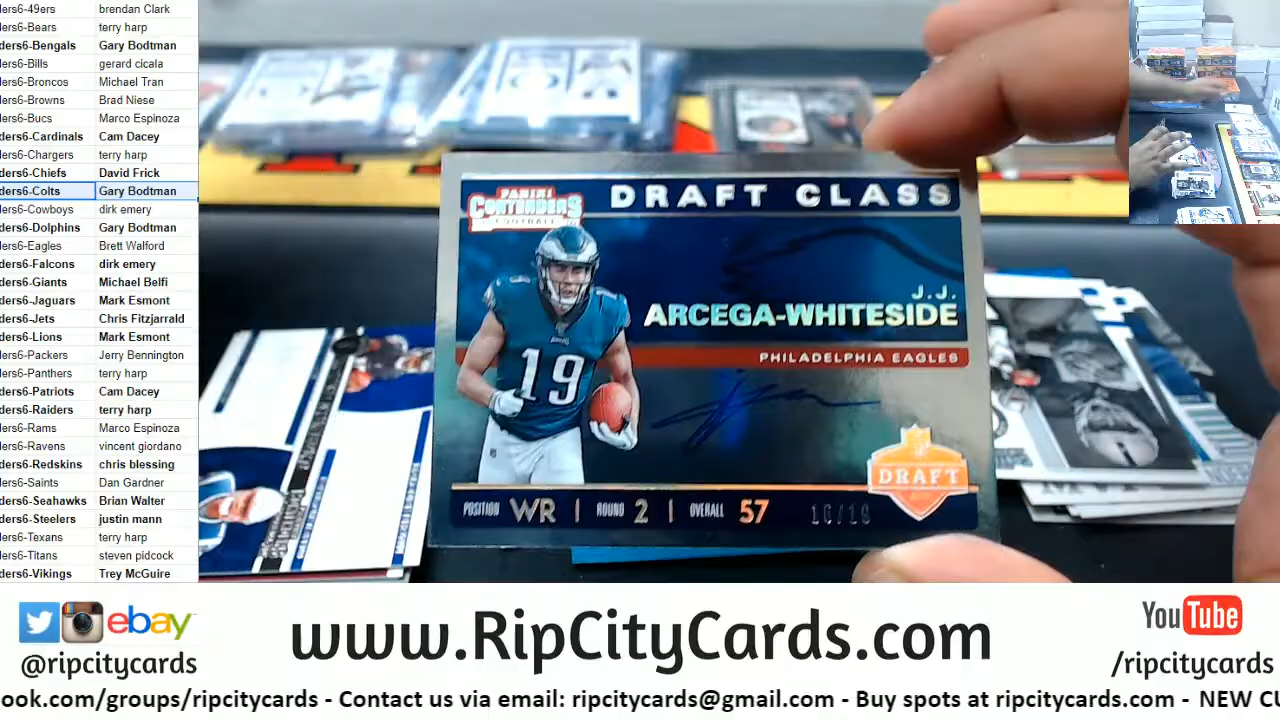 ders6-49ers brendan Clark
ders6-Bears terry harp
ders6-Bengals Gary Bodtman
ders6-Bills gerard cicala
ders6-Broncos Michael Tran
ders6-Browns Brad Niese
ders6-Bucs Marco Espinoza
ders6-Cardinals Cam Dacey
ders6-Chargers terry harp
ders6-Chiefs David Frick
ders6-Colts Gary Bodtman
ders6-Cowboys dirk emery
ders6-Dolphins Gary Bodtman
ders6-Eagles Brett Walford
ders6-Falcons dirk emery
ders6-Giants Michael Belfi
ders6-Jaguars Mark Esmont
ders6-Jets Chris Fitzjarrald
ders6-Lions Mark Esmont
ders6-Packers Jerry Bennington
ders6-Panthers terry harp
ders6-Patriots Cam Dacey
ders6-Raiders terry harp
ders6-Rams Marco Espinoza
ders6-Ravens vincent giordano
ders6-Redskins chris blessing
ders6-Saints Dan Gardner
ders6-Seahawks Brian Walter
ders6-Steelers justin mann
ders6-Texans terry harp
ders6-Titans steven pidcock
ders6-Vikings Trey McGuire
PANINI
CONTENDERS
FOOTBALL
DRAFT CLASS
J.J.
ARCEGA-WHITESIDE
PHILADELPHIA EAGLES
19
DRAFT
POSITION WR | ROUND 2 | OVERALL 57
ebay
@ripcitycards
www.RipCityCards.com
YouTube
/ripcitycards
ook.com/groups/ripcitycards - Contact us via email: ripcitycards@gmail.com - Buy spots at ripcitycards.com - NEW CU